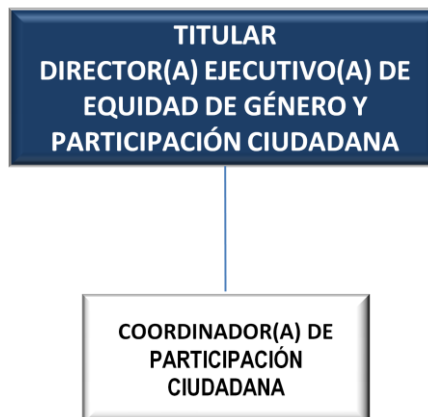 TITULAR
DIRECTOR(A) EJECUTIVO(A) DE
EQUIDAD DE GÉNERO Y
PARTICIPACIÓN CIUDADANA
COORDINADOR(A) DE
PARTICIPACIÓN
CIUDADANA